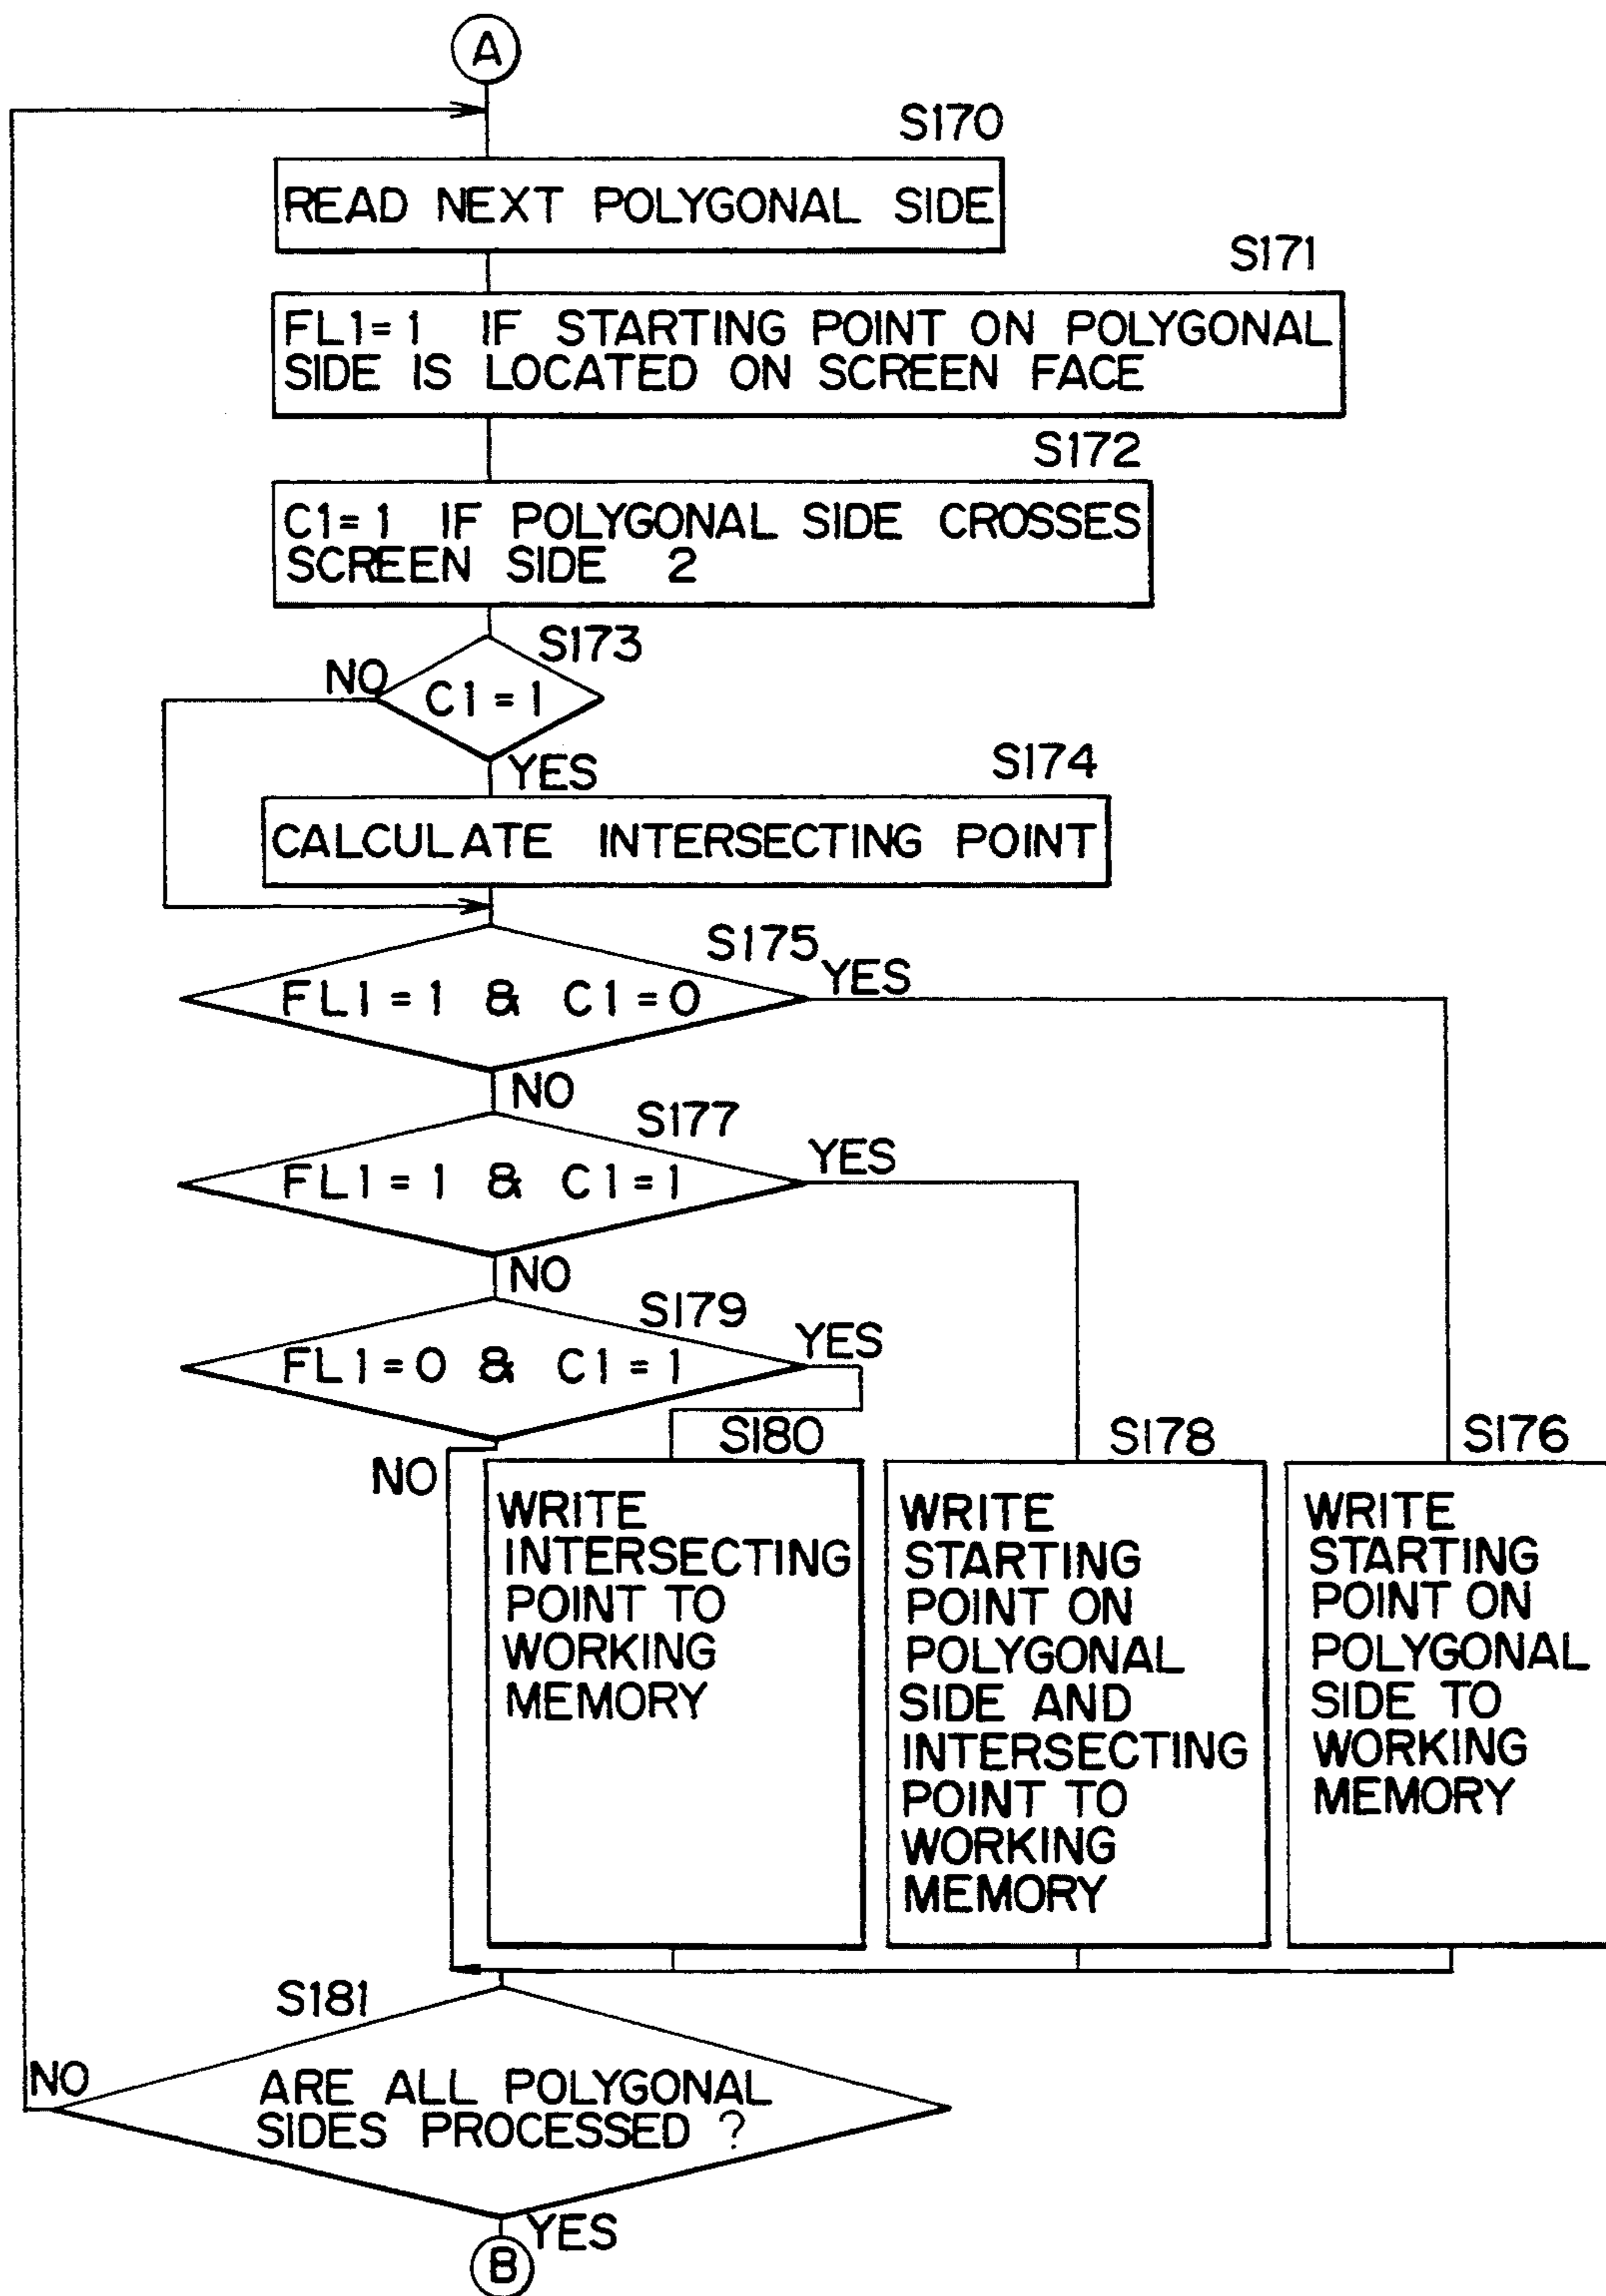 A
S170
READ NEXT POLYGONAL SIDE
S171
FL1=1 IF STARTING POINT ON POLYGONAL
SIDE IS LOCATED ON SCREEN FACE
S172
C1=1 IF POLYGONAL SIDE CROSSES
SCREEN SIDE 2
S173
NO
C1=1
YES
S174
CALCULATE INTERSECTING POINT
S175
YES
FL1=1 & C1=0
NO
S177
YES
FL1=1 & C1=1
NO
S179
YES
FL1=0 & C1=1
NO
S180
WRITE
INTERSECTING
POINT TO
WORKING
MEMORY
S178
WRITE
STARTING
POINT ON
POLYGONAL
SIDE AND
INTERSECTING
POINT TO
WORKING
MEMORY
S176
WRITE
STARTING
POINT ON
POLYGONAL
SIDE TO
WORKING
MEMORY
S181
NO
ARE ALL POLYGONAL
SIDES PROCESSED ?
YES
B